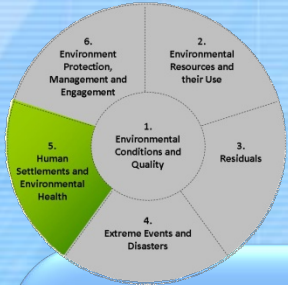 1.
Environmental
Conditions and
Quality
2.
Environmental
Resources and
their Use
3.
Residuals
4.
Extreme Events and
Disasters
5.
Human
Settlements and
Environmental
Health
6.
Environment
Protection,
Management and
Engagement